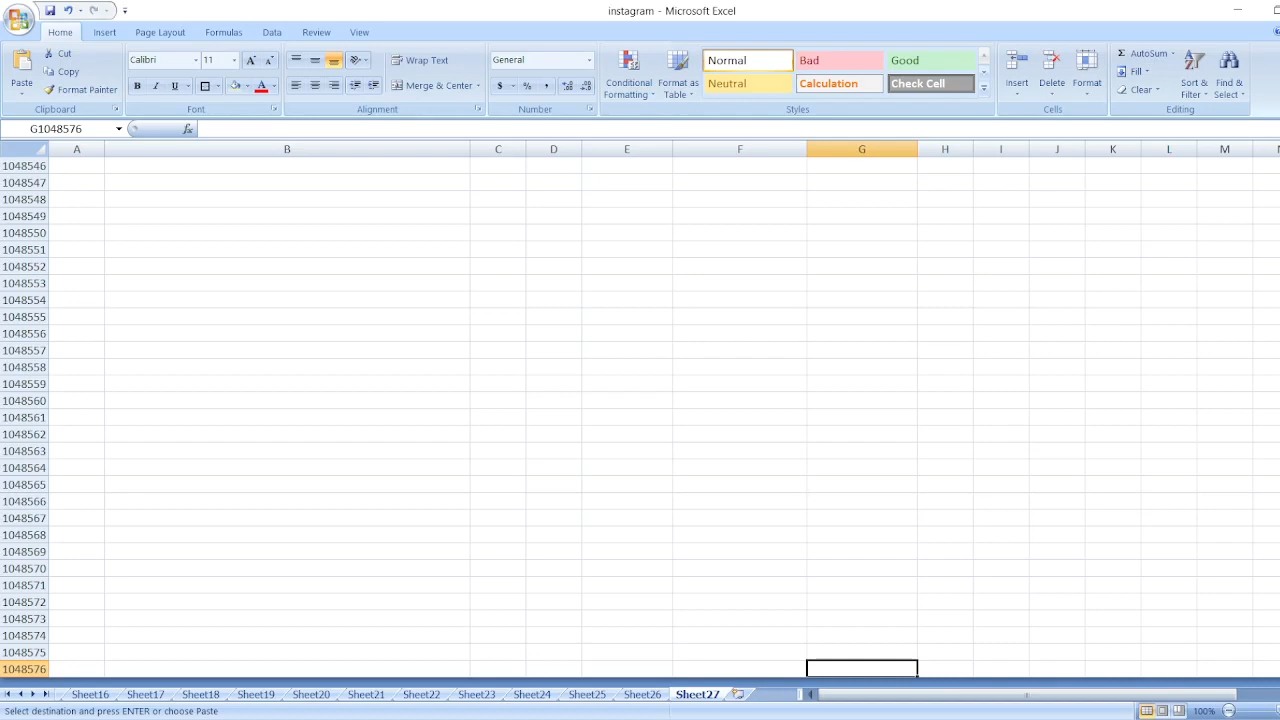 instagram - Microsoft Excel
Home Insert Page Layout Formulas Data Review View
Paste Cut Copy Format Painter
Clipboard
Calibri 11
B I U
Font
Wrap Text
Merge & Center
Alignment
General
$ % ,
Number
Conditional Formatting
Format as Table
Normal Bad Good
Neutral Calculation Check Cell
Styles
Insert Delete Format
Cells
Σ AutoSum
Fill
Clear
Sort & Filter
Find & Select
Editing
G1048576 fx
A B C D E F G H I J K L M
1048546
1048547
1048548
1048549
1048550
1048551
1048552
1048553
1048554
1048555
1048556
1048557
1048558
1048559
1048560
1048561
1048562
1048563
1048564
1048565
1048566
1048567
1048568
1048569
1048570
1048571
1048572
1048573
1048574
1048575
1048576
Sheet16 Sheet17 Sheet18 Sheet19 Sheet20 Sheet21 Sheet22 Sheet23 Sheet24 Sheet25 Sheet26 Sheet27
Select destination and press ENTER or choose Paste 100%